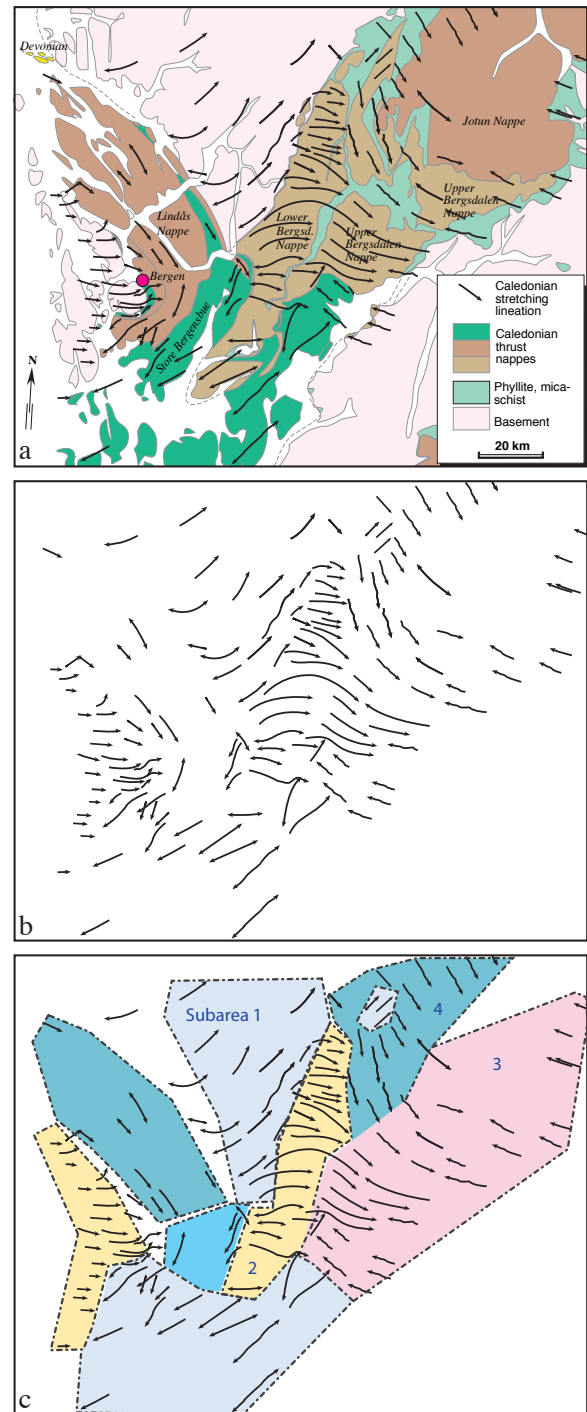 Devonian
Jotun Nappe
Upper
Bergsdalen
Nappe
Lindås
Nappe
Lower
Bergsd.
Nappe
Upper
Bergsdalen
Nappe
Bergen
Store Bergensbue
N
Caledonian
stretching
lineation
Caledonian
thrust
nappes
Phyllite, mica-
schist
Basement
20 km
a
b
Subarea 1
4
3
2
c